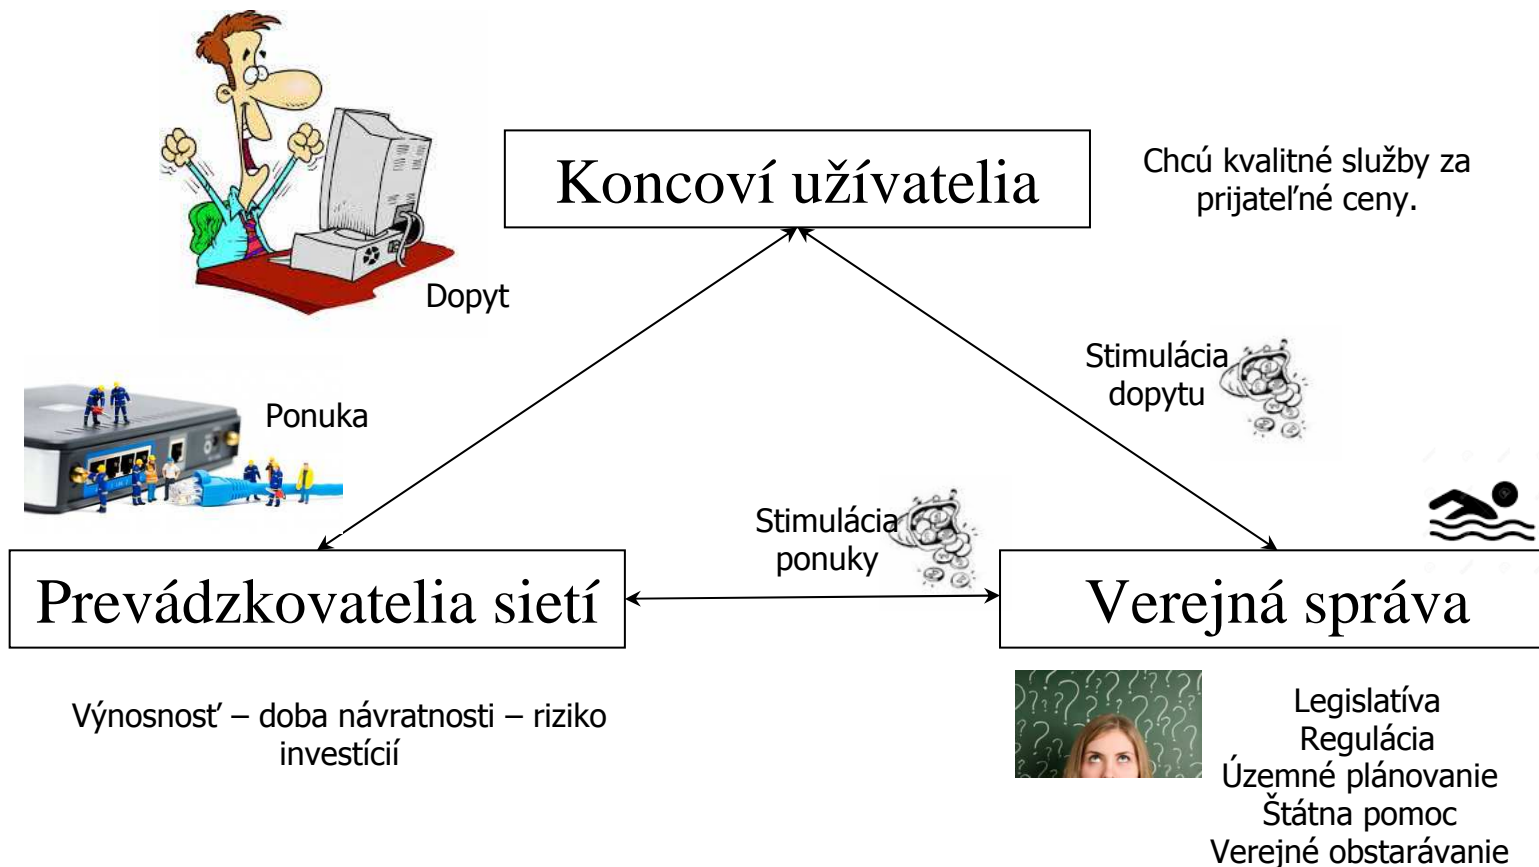 Koncoví užívatelia
Chcú kvalitné služby za
prijateľné ceny.
Dopyt
Stimulácia
dopytu
Ponuka
Stimulácia
ponuky
Prevádzkovatelia sietí
Verejná správa
Výnosnosť – doba návratnosti – riziko
investícií
Legislatíva
Regulácia
Územné plánovanie
Štátna pomoc
Verejné obstarávanie